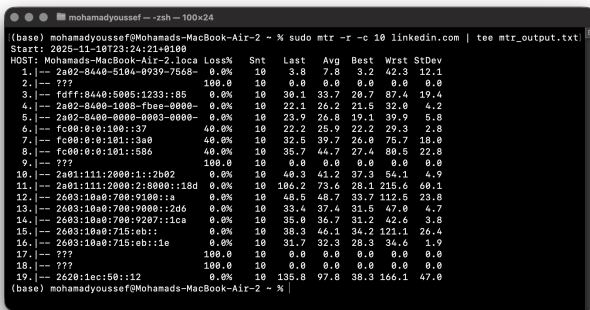 mohamadyoussef — -zsh — 100×24
[(base) mohamadyoussef@Mohamads-MacBook-Air-2 ~ % sudo mtr -r -c 10 linkedin.com | tee mtr_output.txt]
Start: 2025-11-10T23:24:21+0100
HOST: Mohamads-MacBook-Air-2.loca Loss% Snt Last Avg Best Wrst StDev
1.|-- 2a02-8440-5104-0939-7568- 0.0% 10 3.8 7.8 3.2 42.3 12.1
2.|-- ??? 100.0 10 0.0 0.0 0.0 0.0 0.0
3.|-- fdff:8440:5005:1233::85 0.0% 10 30.1 33.7 20.7 87.4 19.4
4.|-- 2a02-8400-1008-fbee-0000- 0.0% 10 22.1 26.2 21.5 32.0 4.2
5.|-- 2a02-8400-0000-0003-0000- 0.0% 10 23.9 26.8 19.1 39.9 5.8
6.|-- fc00:0:0:100::37 40.0% 10 22.2 25.9 22.2 29.3 2.8
7.|-- fc00:0:0:101::3a0 40.0% 10 32.5 39.7 26.0 75.7 18.0
8.|-- fc00:0:0:101::586 40.0% 10 35.7 44.7 27.4 80.5 22.8
9.|-- ??? 100.0 10 0.0 0.0 0.0 0.0 0.0
10.|-- 2a01:111:2000:1::2b02 0.0% 10 40.3 41.2 37.3 54.1 4.9
11.|-- 2a01:111:2000:2:8000::18d 0.0% 10 106.2 73.6 28.1 215.6 60.1
12.|-- 2603:10a0:700:9100::a 0.0% 10 48.5 48.7 33.7 112.5 23.8
13.|-- 2603:10a0:700:9000::2d6 0.0% 10 33.4 37.4 31.5 47.0 4.7
14.|-- 2603:10a0:700:9207::1ca 0.0% 10 35.0 36.7 31.2 42.6 3.8
15.|-- 2603:10a0:715:eb:: 0.0% 10 38.3 46.1 34.2 121.1 26.4
16.|-- 2603:10a0:715:eb::1e 0.0% 10 31.7 32.3 28.3 34.6 1.9
17.|-- ??? 100.0 10 0.0 0.0 0.0 0.0 0.0
18.|-- ??? 100.0 10 0.0 0.0 0.0 0.0 0.0
19.|-- 2620:1ec:50::12 0.0% 10 135.8 97.8 38.3 166.1 47.0
(base) mohamadyoussef@Mohamads-MacBook-Air-2 ~ %